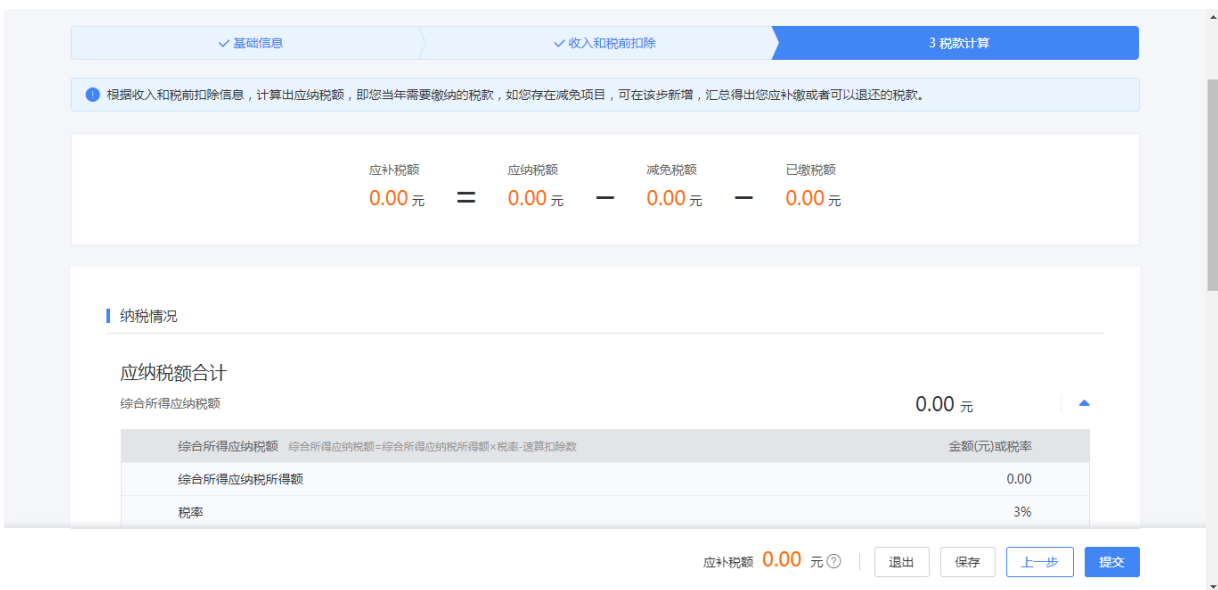 基础信息
收入和税前扣除
3 税款计算
根据收入和税前扣除信息，计算出应纳税额，即您当年需要缴纳的税款，如您存在减免项目，可在该步新增，汇总得出您应补缴或者可以退还的税款。
应补税额 应纳税额 减免税额 已缴税额
0.00 元 = 0.00 元 − 0.00 元 − 0.00 元
纳税情况
应纳税额合计
综合所得应纳税额 0.00 元
综合所得应纳税额 综合所得应纳税额=综合所得应纳税所得额×税率-速算扣除数 金额(元)或税率
综合所得应纳税所得额 0.00
税率 3%
应补税额 0.00 元 ? 退出 保存 上一步 提交